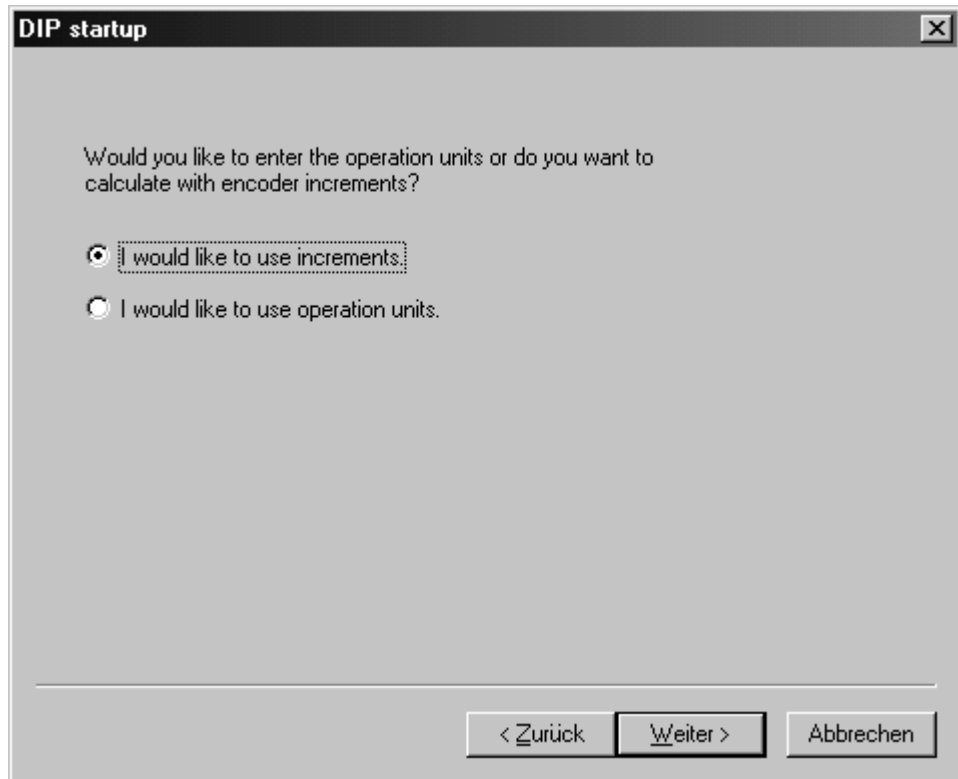 DIP startup
Would you like to enter the operation units or do you want to
calculate with encoder increments?
I would like to use increments.
I would like to use operation units.
< Zurück Weiter > Abbrechen